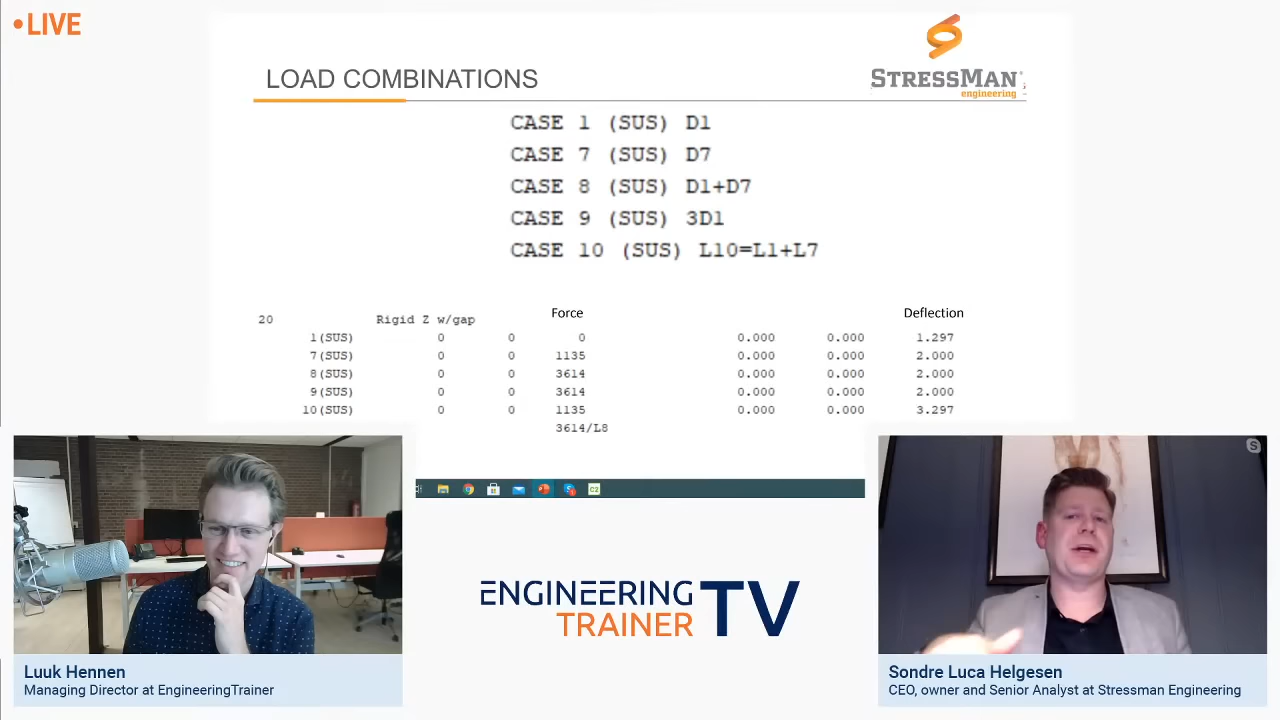 •LIVE
LOAD COMBINATIONS
STRESSMAN
engineering
CASE 1 (SUS) D1
CASE 7 (SUS) D7
CASE 8 (SUS) D1+D7
CASE 9 (SUS) 3D1
CASE 10 (SUS) L10=L1+L7
20 Rigid Z w/gap Force Deflection
1(SUS) 0 0 0 0.000 0.000 1.297
7(SUS) 0 0 1135 0.000 0.000 2.000
8(SUS) 0 0 3614 0.000 0.000 2.000
9(SUS) 0 0 3614 0.000 0.000 2.000
10(SUS) 0 0 1135 0.000 0.000 3.297
3614/L8
C2
S
ENGINEERING
TRAINER
TV
Luuk Hennen
Managing Director at EngineeringTrainer
Sondre Luca Helgesen
CEO, owner and Senior Analyst at Stressman Engineering